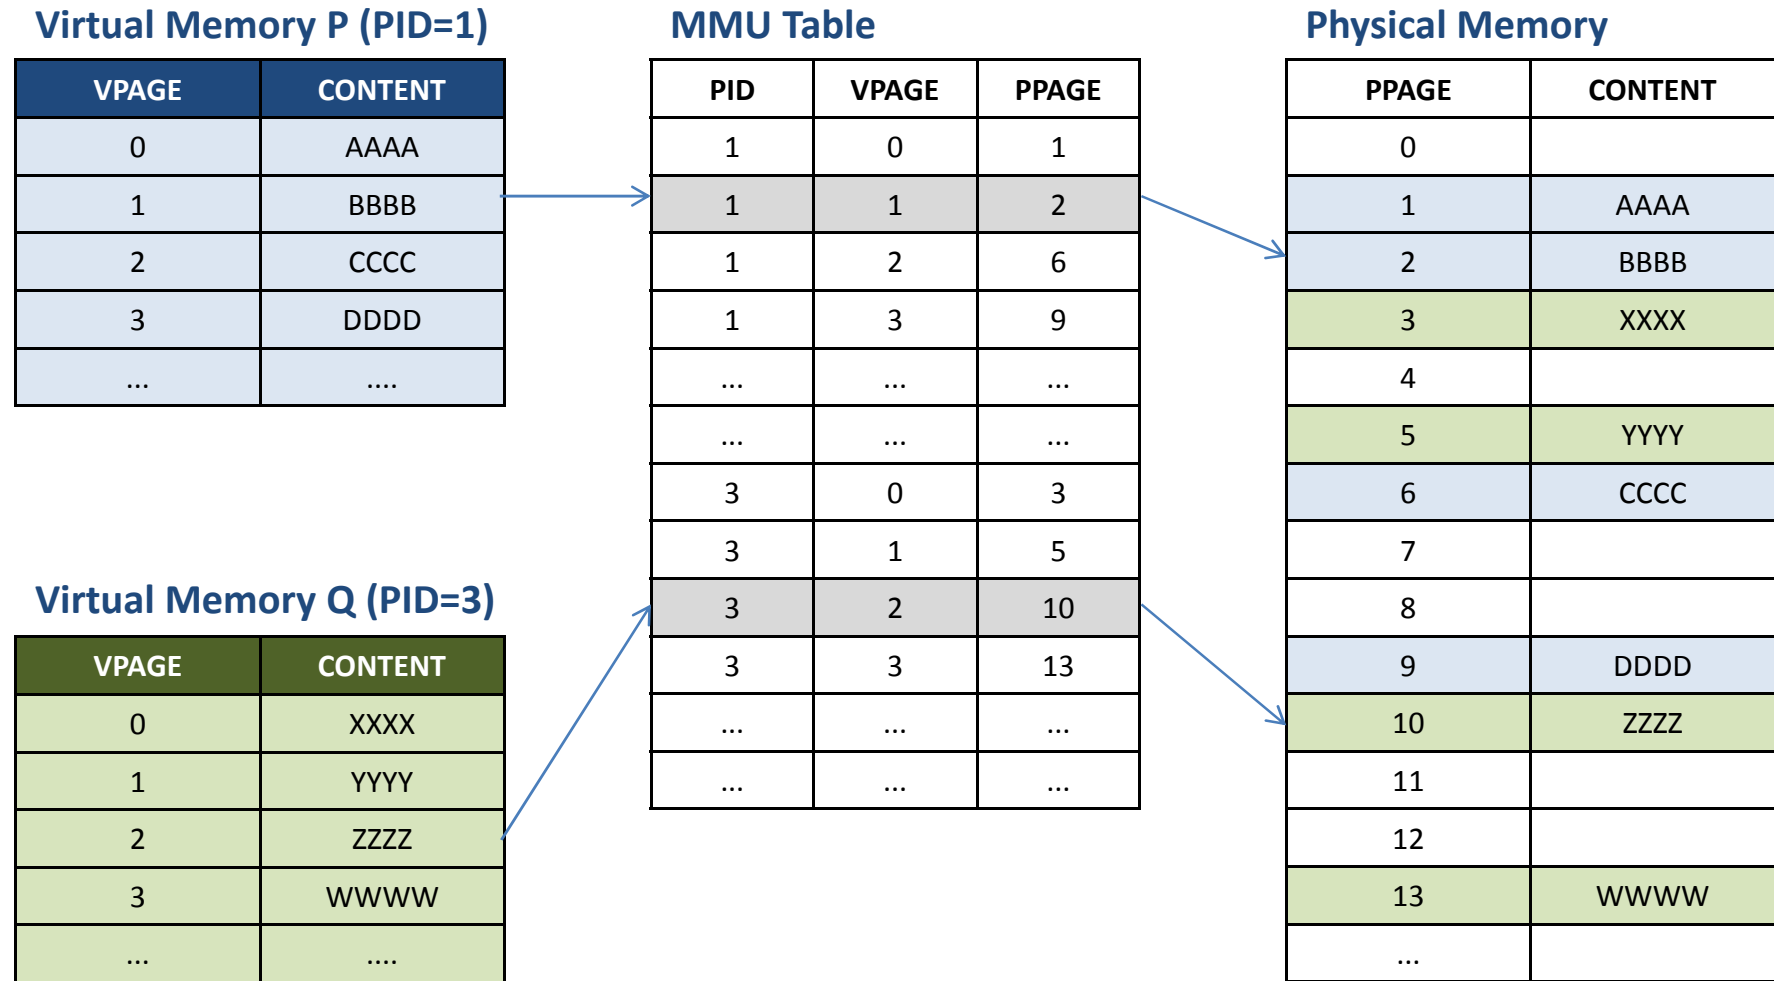 Virtual Memory P (PID=1)
VPAGE CONTENT
0 AAAA
1 BBBB
2 CCCC
3 DDDD
... ....
Virtual Memory Q (PID=3)
VPAGE CONTENT
0 XXXX
1 YYYY
2 ZZZZ
3 WWWW
... ....
MMU Table
PID VPAGE PPAGE
1 0 1
1 1 2
1 2 6
1 3 9
... ... ...
... ... ...
3 0 3
3 1 5
3 2 10
3 3 13
... ... ...
... ... ...
Physical Memory
PPAGE CONTENT
0
1 AAAA
2 BBBB
3 XXXX
4
5 YYYY
6 CCCC
7
8
9 DDDD
10 ZZZZ
11
12
13 WWWW
...